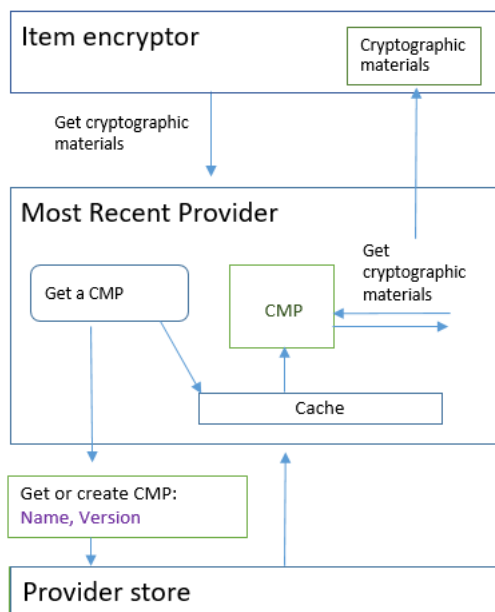 Item encryptor
Cryptographic
materials
Get cryptographic
materials
Most Recent Provider
Get
cryptographic
materials
Get a CMP
CMP
Cache
Get or create CMP:
Name, Version
Provider store